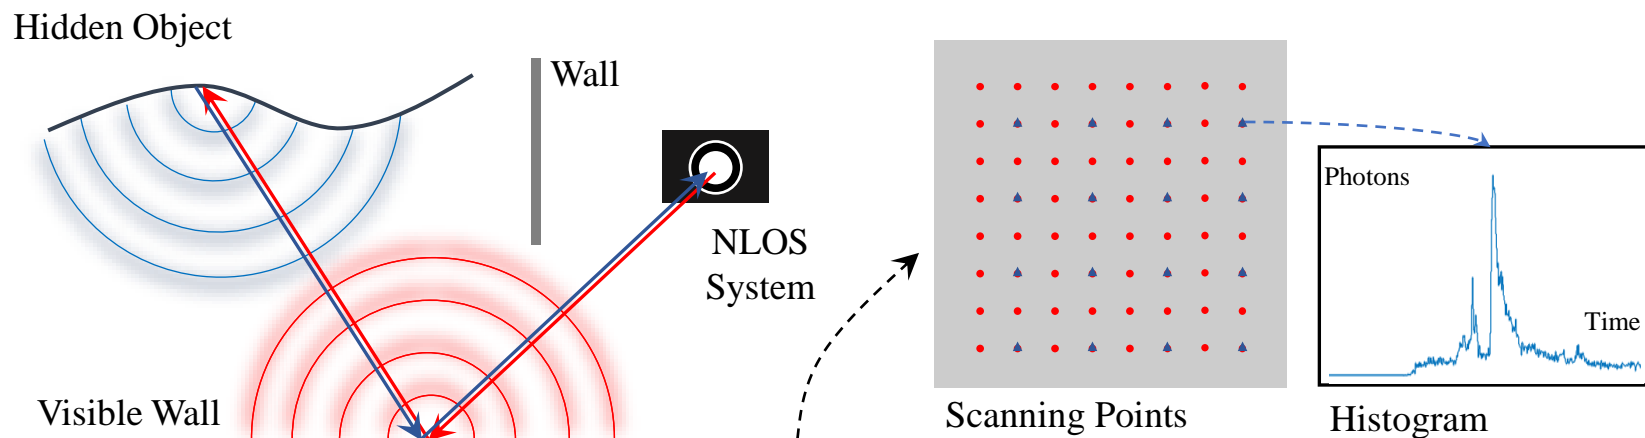 Hidden Object
Wall
NLOS
System
Visible Wall
Scanning Points
Photons
Time
Histogram